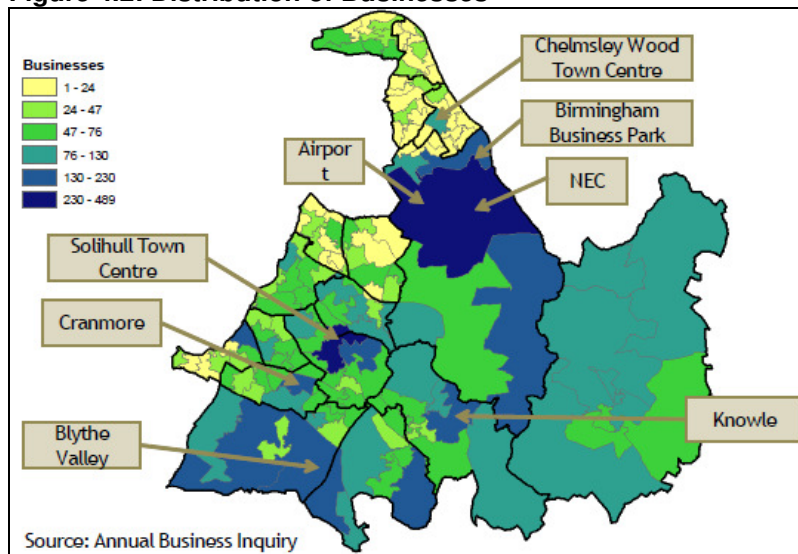 Figure 4.2: Distribution of Businesses
Chelmsley Wood
Town Centre
Businesses
1 - 24
24 - 47
47 - 76
76 - 130
130 - 230
230 - 489
Birmingham
Business Park
Airpor
t
NEC
Solihull Town
Centre
Cranmore
Knowle
Blythe
Valley
Source: Annual Business Inquiry